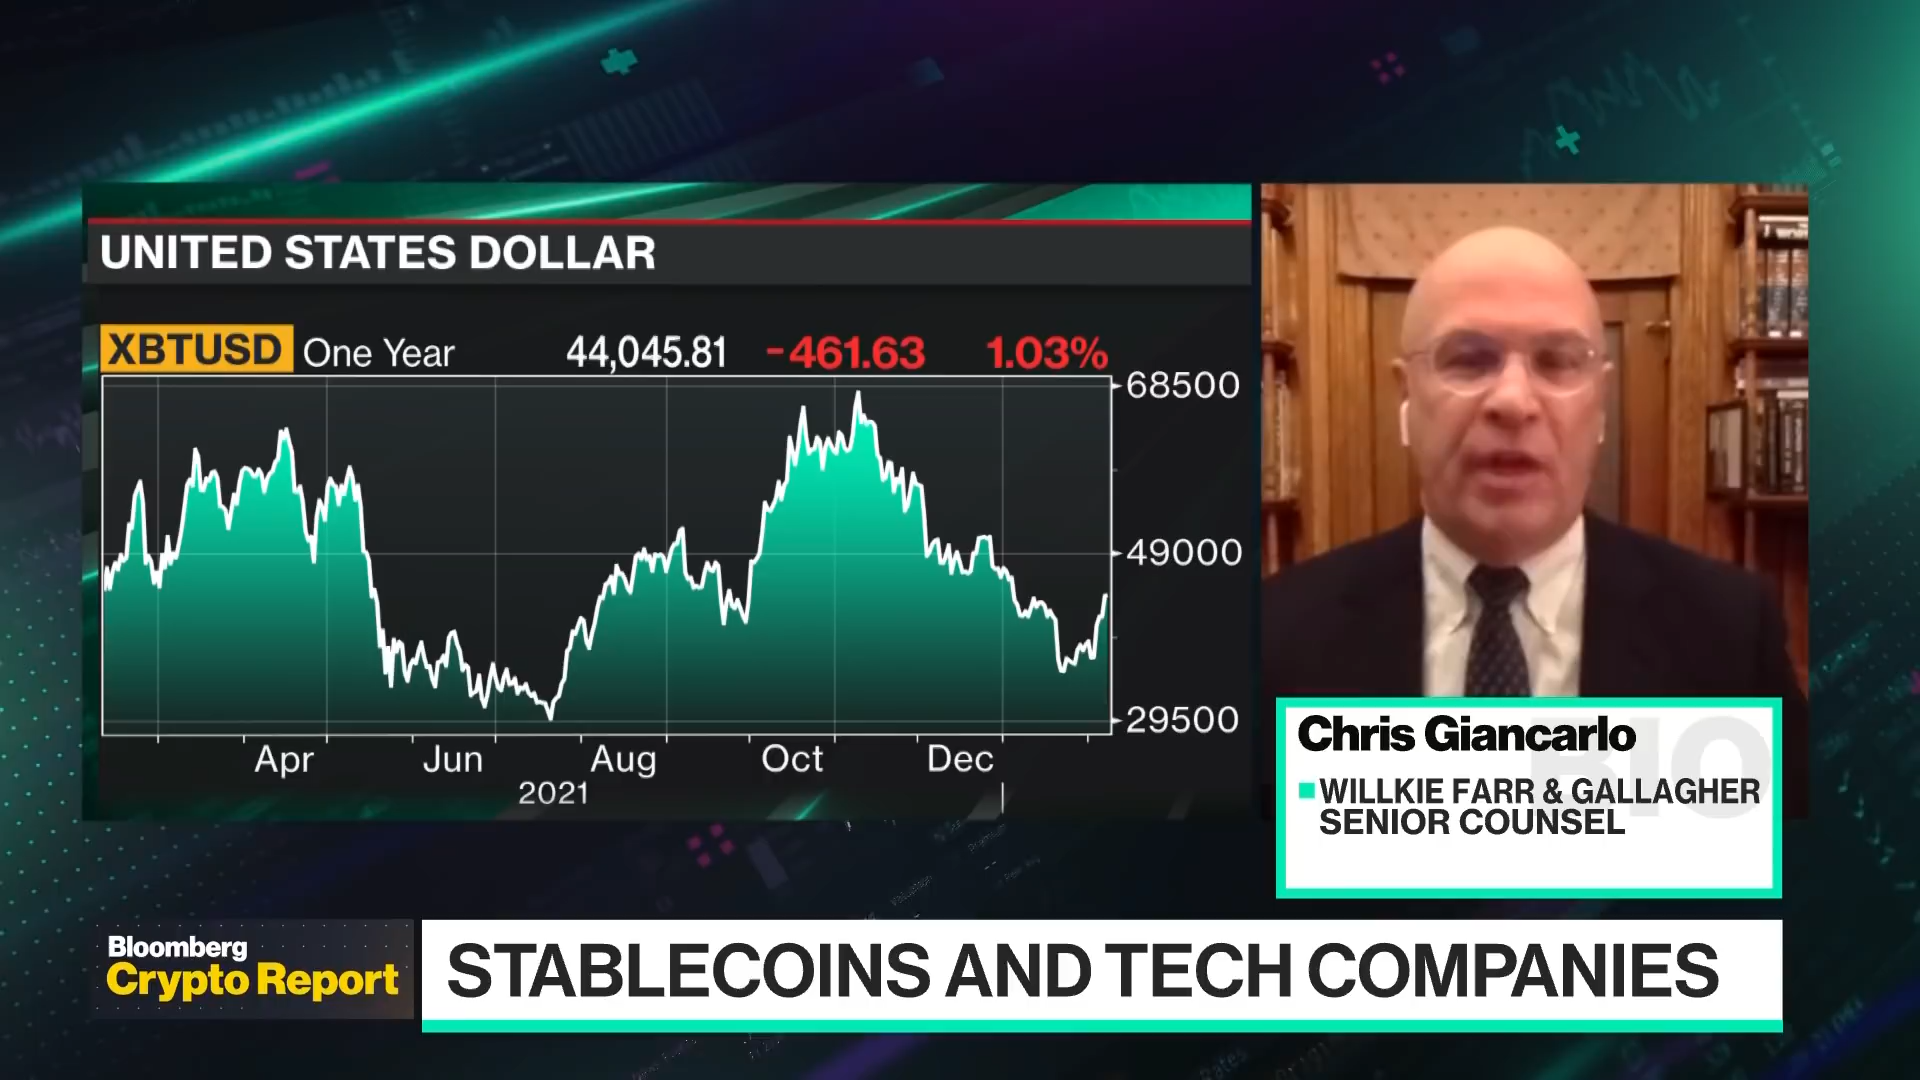 UNITED STATES DOLLAR
XBTUSD One Year 44,045.81 -461.63 1.03%
68500
49000
29500
Apr Jun Aug Oct Dec
2021
Chris Giancarlo
WILLKIE FARR & GALLAGHER
SENIOR COUNSEL
Bloomberg
Crypto Report
STABLECOINS AND TECH COMPANIES